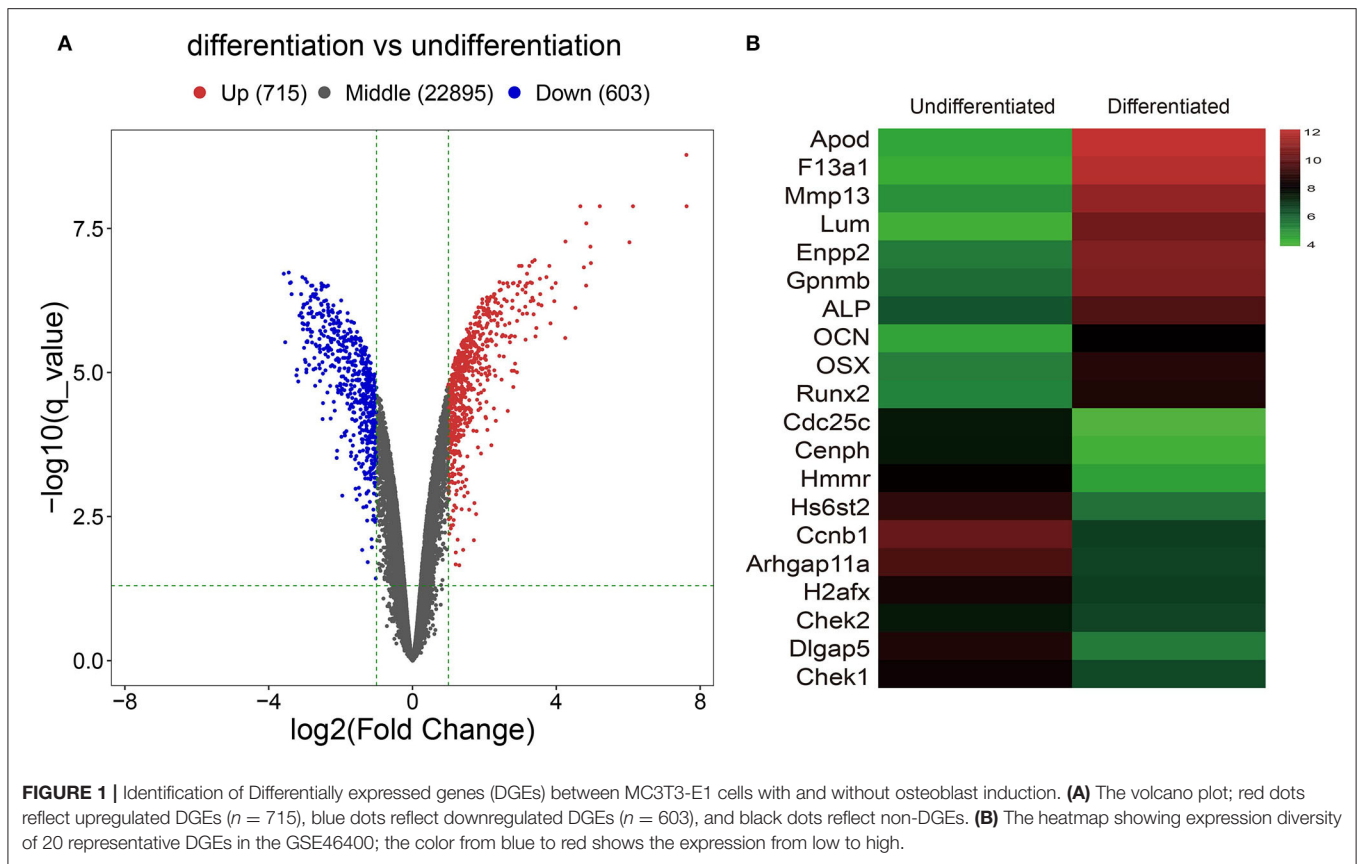 A
differentiation vs undifferentiation
Up (715) Middle (22895) Down (603)
−log10(q_value)
7.5
5.0
2.5
0.0
−8 −4 0 4 8
log2(Fold Change)
B
Undifferentiated Differentiated
Apod
F13a1
Mmp13
Lum
Enpp2
Gpnmb
ALP
OCN
OSX
Runx2
Cdc25c
Cenph
Hmmr
Hs6st2
Ccnb1
Arhgap11a
H2afx
Chek2
Dlgap5
Chek1
12
10
8
6
4
FIGURE 1 | Identification of Differentially expressed genes (DGEs) between MC3T3-E1 cells with and without osteoblast induction. (A) The volcano plot; red dots
reflect upregulated DGEs (n = 715), blue dots reflect downregulated DGEs (n = 603), and black dots reflect non-DGEs. (B) The heatmap showing expression diversity
of 20 representative DGEs in the GSE46400; the color from blue to red shows the expression from low to high.